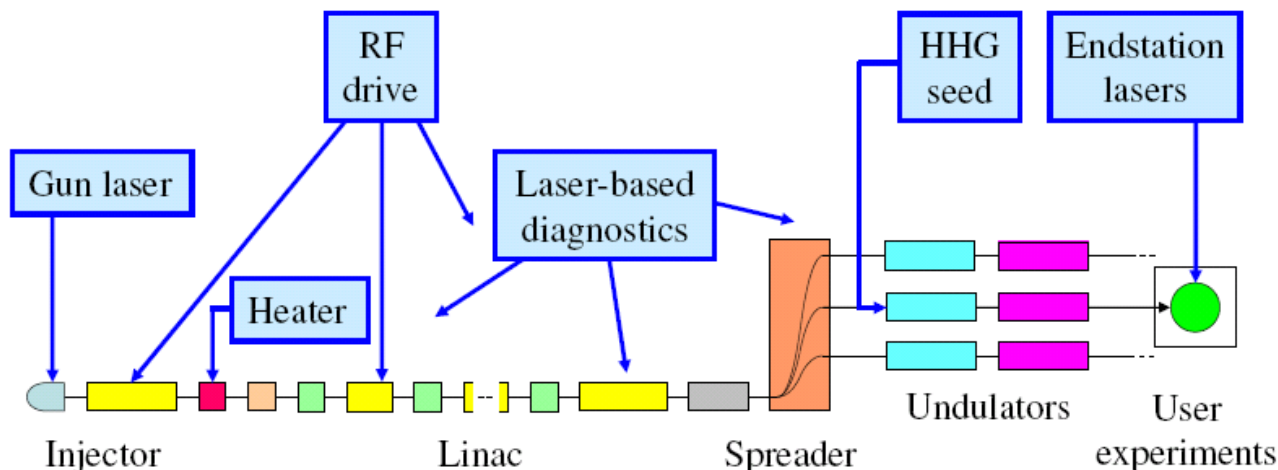 RF
drive
HHG
seed
Endstation
lasers
Gun laser
Laser-based
diagnostics
Heater
Undulators
User
experiments
Injector
Linac
Spreader